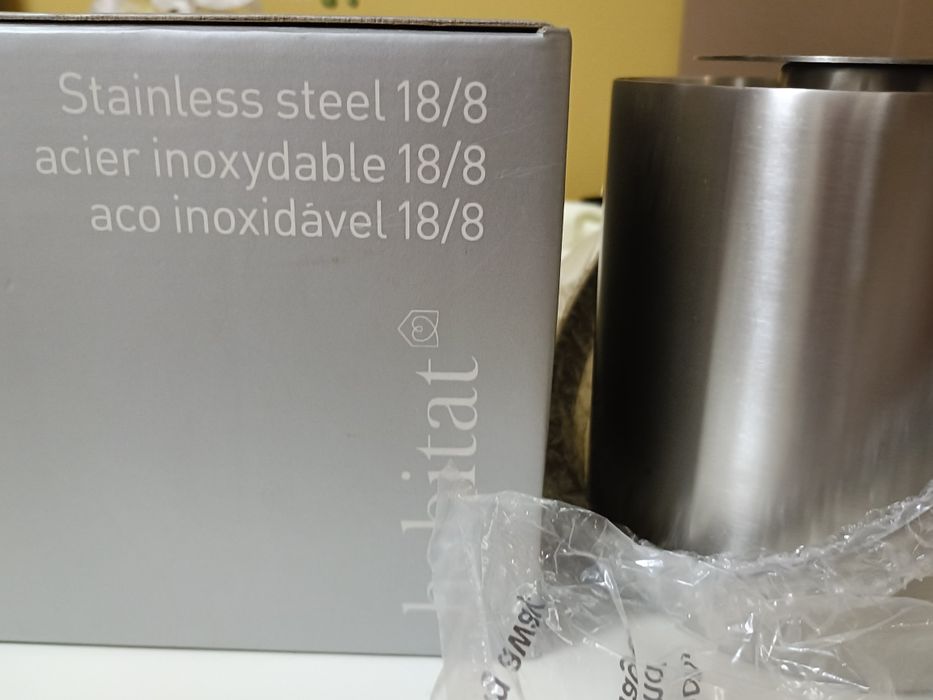 Stainless steel 18/8
acier inoxydable 18/8
aco inoxidável 18/8
habitat